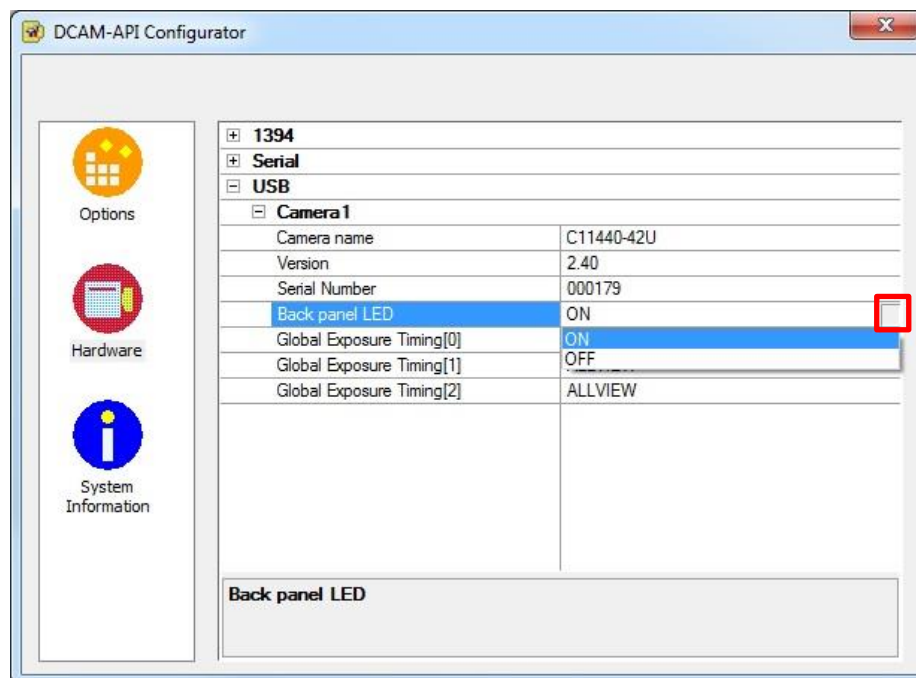 DCAM-API Configurator
Options
Hardware
System
Information
1394
Serial
USB
Camera1
Camera name C11440-42U
Version 2.40
Serial Number 000179
Back panel LED ON
ON
OFF
Global Exposure Timing[0]
Global Exposure Timing[1]
Global Exposure Timing[2] ALLVIEW
Back panel LED